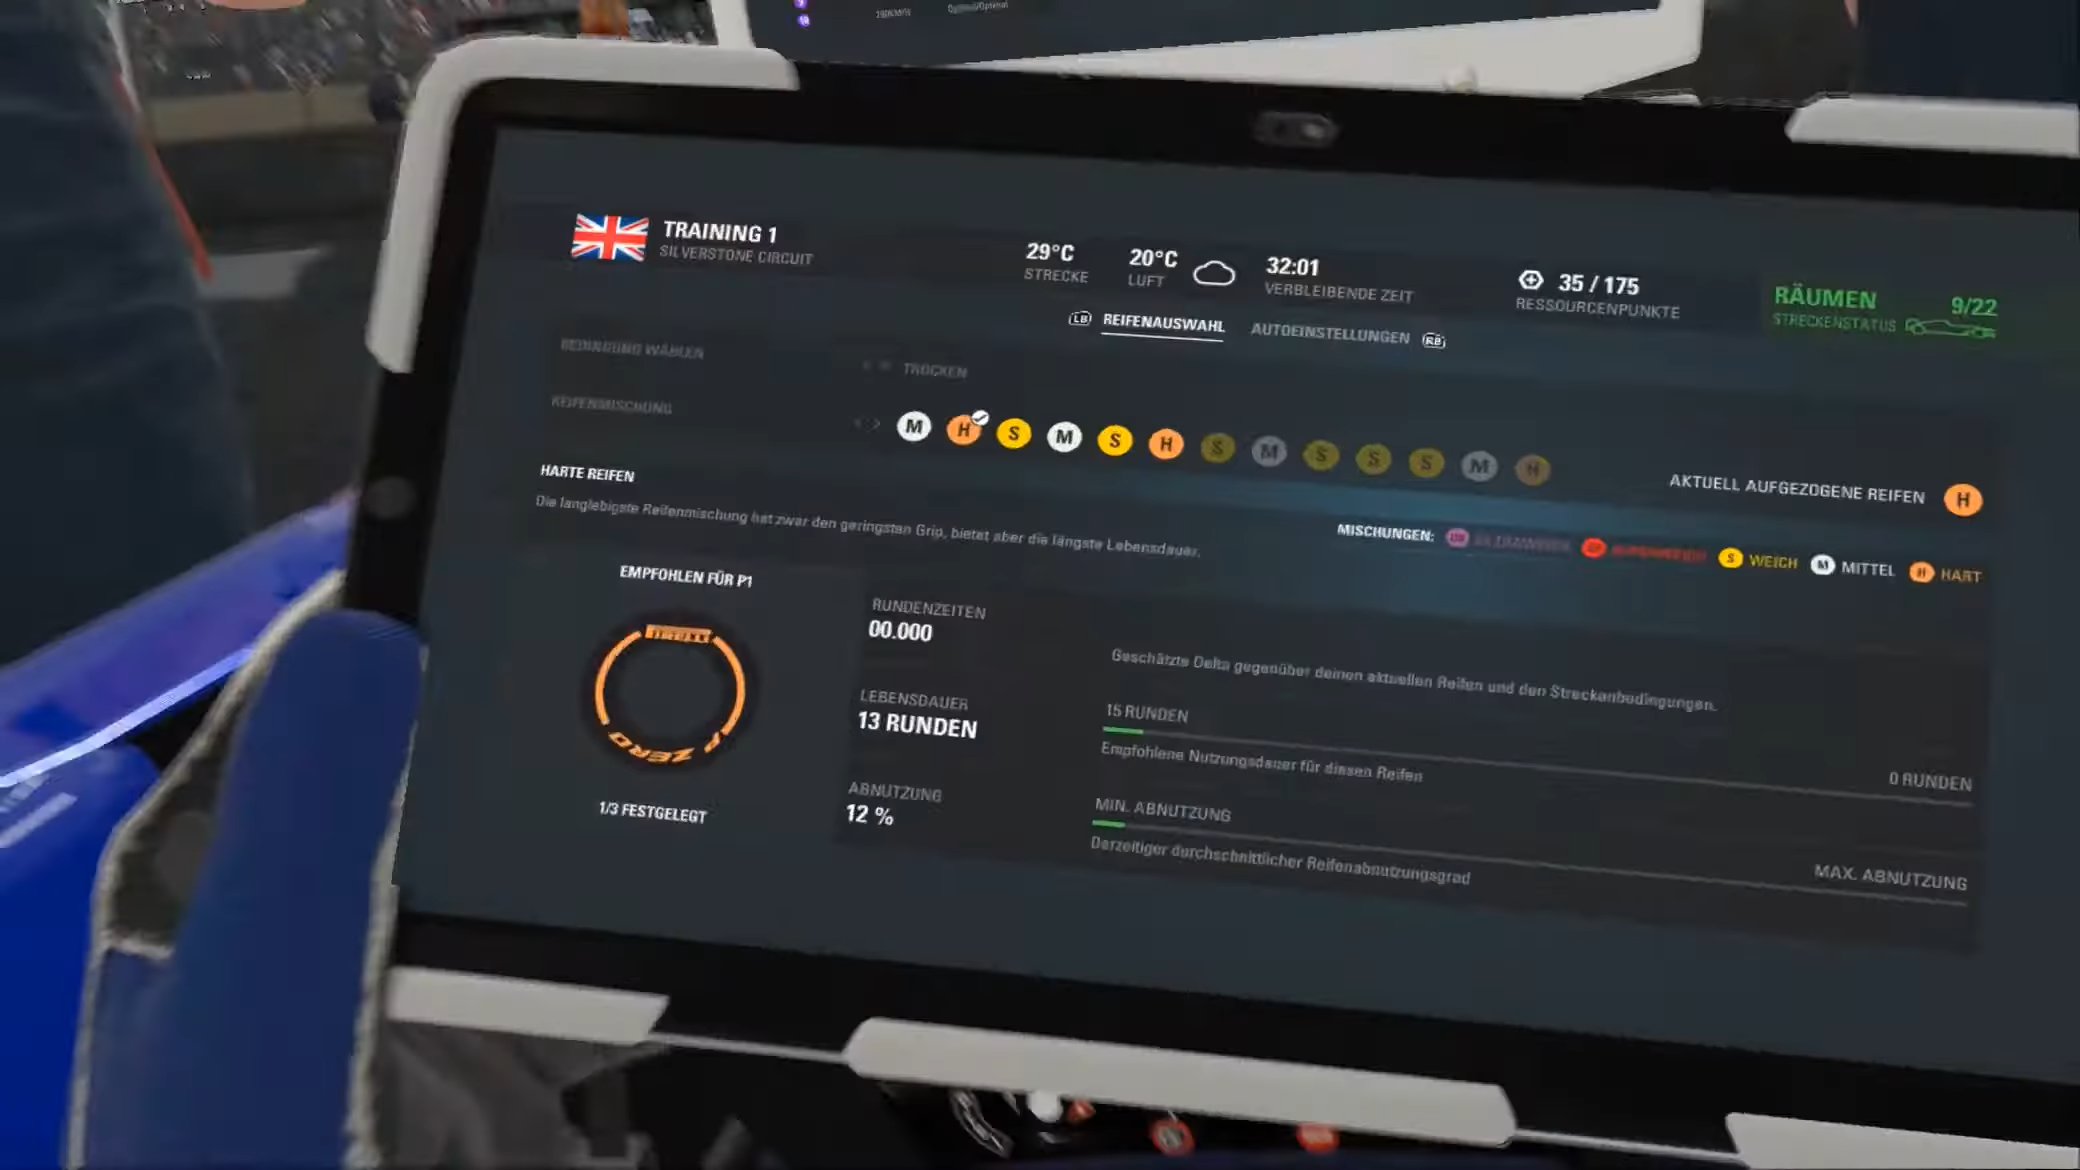 TRAINING 1
SILVERSTONE CIRCUIT
29°C
STRECKE
20°C
LUFT
32:01
VERBLEIBENDE ZEIT
35 / 175
RESSOURCENPUNKTE
RÄUMEN 9/22
STRECKENSTATUS
LB REIFENAUSWAHL AUTOEINSTELLUNGEN RB
BEDINGUNG WÄHLEN TROCKEN
REIFENMISCHUNG M H S M S H S M S S S M H
HARTE REIFEN
AKTUELL AUFGEZOGENE REIFEN H
Die langlebigste Reifenmischung hat zwar den geringsten Grip, bietet aber die längste Lebensdauer.
MISCHUNGEN: S WEICH M MITTEL H HART
EMPFOHLEN FÜR P1
PIRELLI
P ZERO
1/3 FESTGELEGT
RUNDENZEITEN
00.000
Geschätzte Delta gegenüber deinen aktuellen Reifen und den Streckenbedingungen.
LEBENSDAUER
13 RUNDEN
15 RUNDEN
0 RUNDEN
Empfohlene Nutzungsdauer für diesen Reifen
ABNUTZUNG
12 %
MIN. ABNUTZUNG
MAX. ABNUTZUNG
Derzeitiger durchschnittlicher Reifenabnutzungsgrad